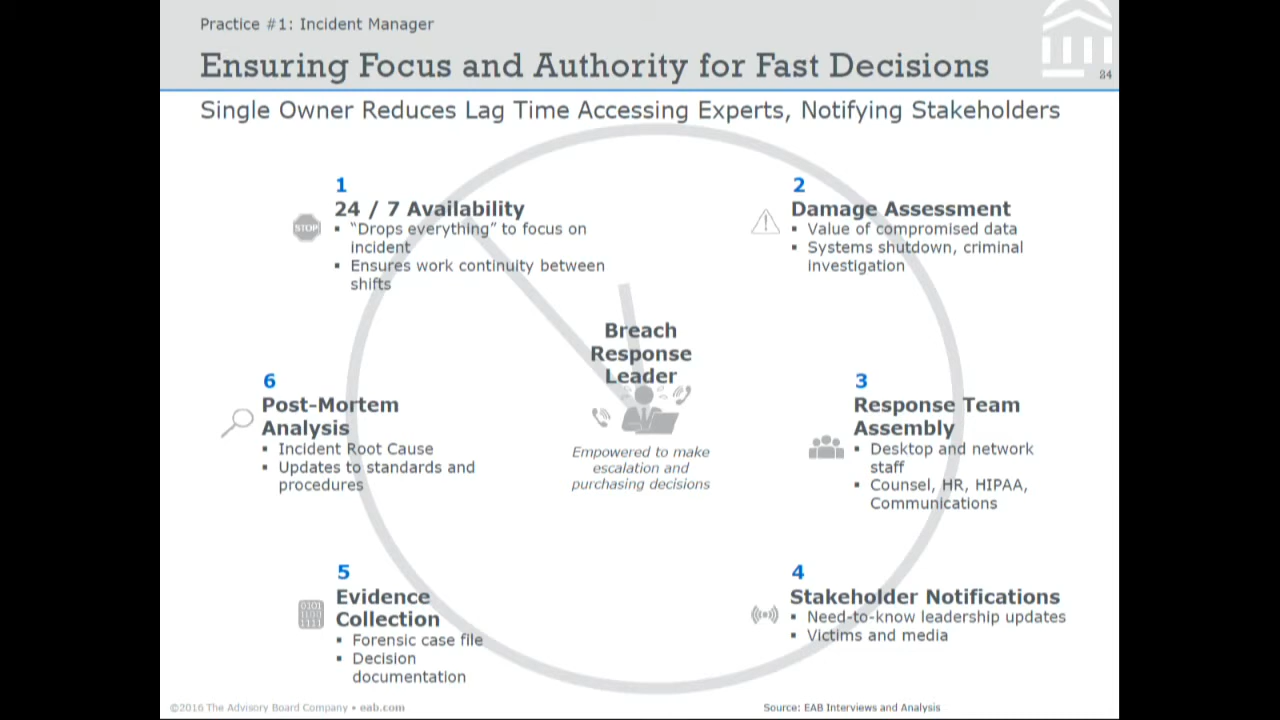 Practice #1: Incident Manager
Ensuring Focus and Authority for Fast Decisions
34
Single Owner Reduces Lag Time Accessing Experts, Notifying Stakeholders
1
24 / 7 Availability
STOP
▪ “Drops everything” to focus on
incident
▪ Ensures work continuity between
shifts
2
Damage Assessment
▪ Value of compromised data
▪ Systems shutdown, criminal
investigation
Breach
Response
Leader
Empowered to make
escalation and
purchasing decisions
3
Response Team
Assembly
▪ Desktop and network
staff
▪ Counsel, HR, HIPAA,
Communications
4
Stakeholder Notifications
▪ Need-to-know leadership updates
▪ Victims and media
5
Evidence
Collection
0101
1100
1111
▪ Forensic case file
▪ Decision
documentation
6
Post-Mortem
Analysis
▪ Incident Root Cause
▪ Updates to standards and
procedures
©2016 The Advisory Board Company • eab.com
Source: EAB Interviews and Analysis